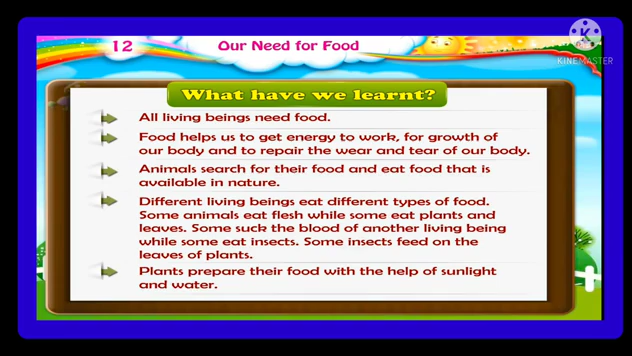 12
Our Need for Food
K
KINEMASTER
What have we learnt?
All living beings need food.
Food helps us to get energy to work, for growth of
our body and to repair the wear and tear of our body.
Animals search for their food and eat food that is
available in nature.
Different living beings eat different types of food.
Some animals eat flesh while some eat plants and
leaves. Some suck the blood of another living being
while some eat insects. Some insects feed on the
leaves of plants.
Plants prepare their food with the help of sunlight
and water.